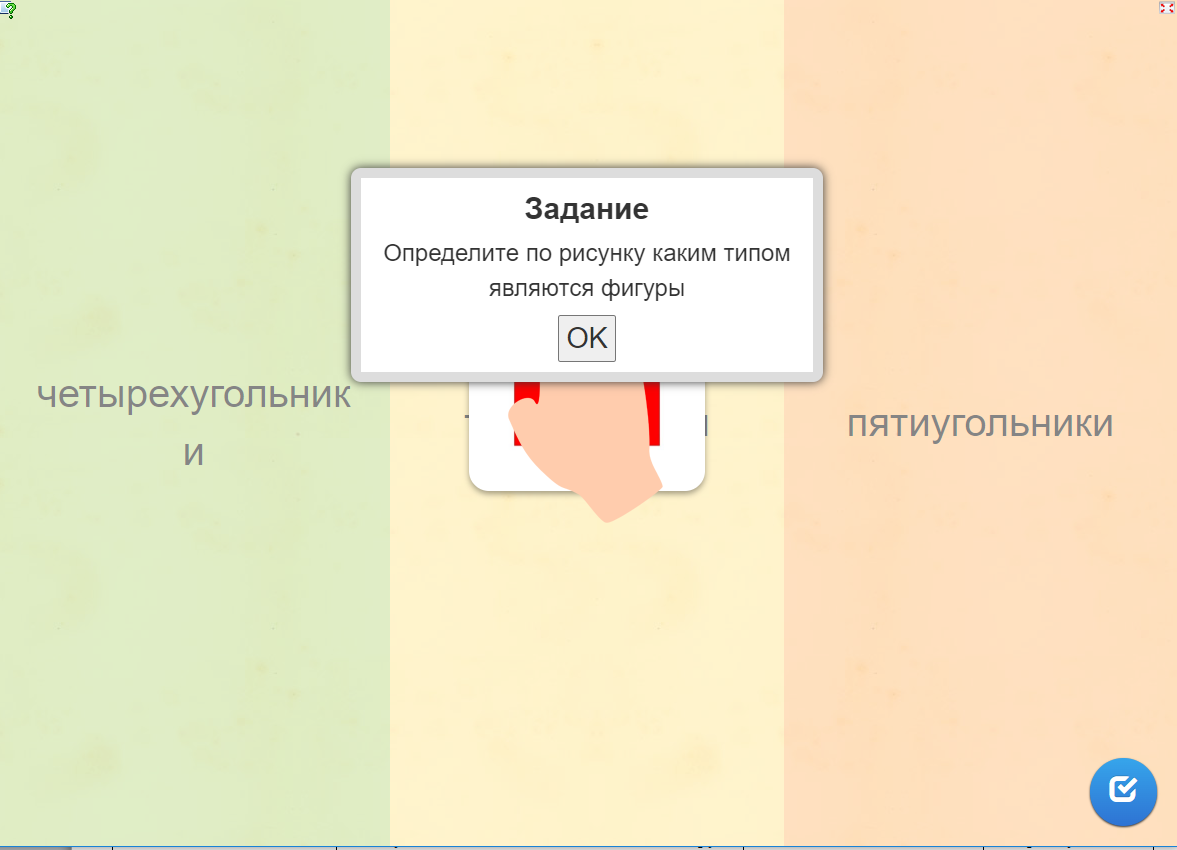 Задание
Определите по рисунку каким типом
являются фигуры
OK
четырехугольник
и
пятиугольники